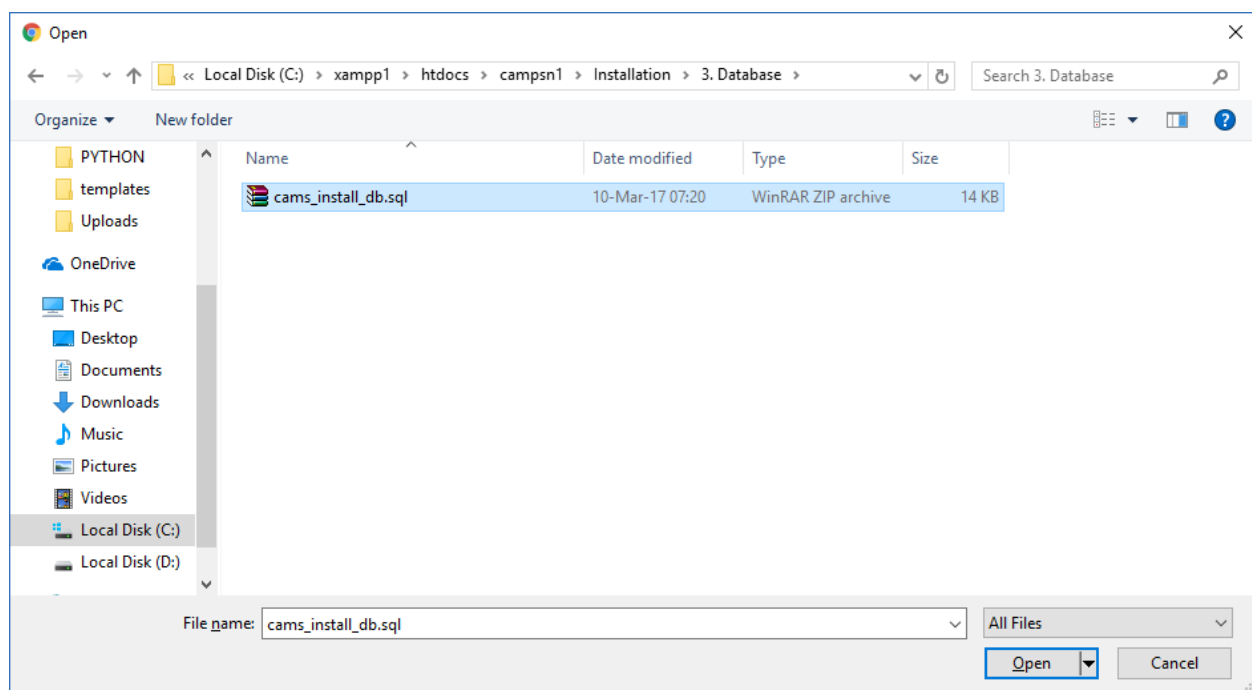 Open
« Local Disk (C:) › xampp1 › htdocs › campsn1 › Installation › 3. Database ›
Search 3. Database
Organize New folder
Name Date modified Type Size
cams_install_db.sql 10-Mar-17 07:20 WinRAR ZIP archive 14 KB
PYTHON
templates
Uploads
OneDrive
This PC
Desktop
Documents
Downloads
Music
Pictures
Videos
Local Disk (C:)
Local Disk (D:)
File name: cams_install_db.sql All Files
Open Cancel